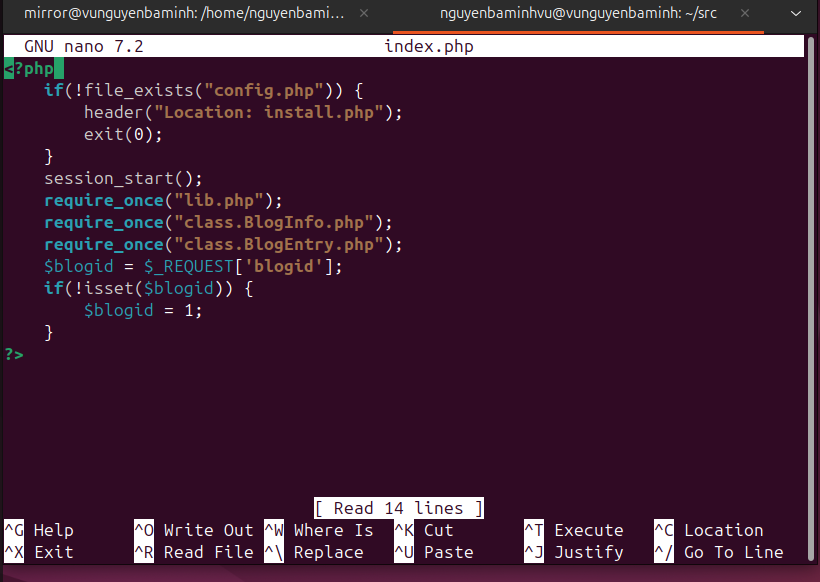 mirror@vunguyenbaminh: /home/nguyenbami...
nguyenbaminhvu@vunguyenbaminh: ~/src
GNU nano 7.2 index.php
<?php
if(!file_exists("config.php")) {
header("Location: install.php");
exit(0);
}
session_start();
require_once("lib.php");
require_once("class.BlogInfo.php");
require_once("class.BlogEntry.php");
$blogid = $_REQUEST['blogid'];
if(!isset($blogid)) {
$blogid = 1;
}
?>
[ Read 14 lines ]
^G Help ^O Write Out ^W Where Is ^K Cut ^T Execute ^C Location
^X Exit ^R Read File ^\ Replace ^U Paste ^J Justify ^/ Go To Line